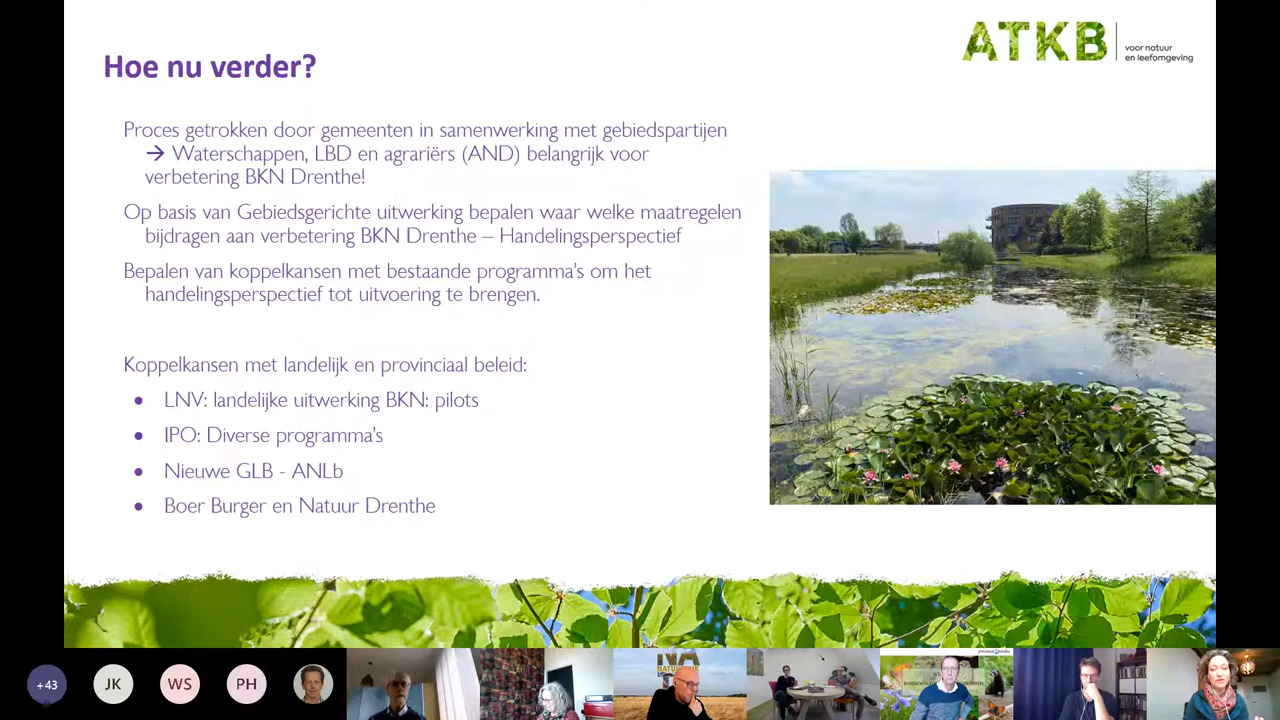 ATKB
voor natuur
en leefomgeving
Hoe nu verder?
Proces getrokken door gemeenten in samenwerking met gebiedspartijen
→ Waterschappen, LBD en agrariërs (AND) belangrijk voor
verbetering BKN Drenthe!
Op basis van Gebiedsgerichte uitwerking bepalen waar welke maatregelen
bijdragen aan verbetering BKN Drenthe – Handelingsperspectief
Bepalen van koppelkansen met bestaande programma's om het
handelingsperspectief tot uitvoering te brengen.
Koppelkansen met landelijk en provinciaal beleid:
• LNV: landelijke uitwerking BKN: pilots
• IPO: Diverse programma's
• Nieuwe GLB - ANLb
• Boer Burger en Natuur Drenthe
+43
JK
WS
PH